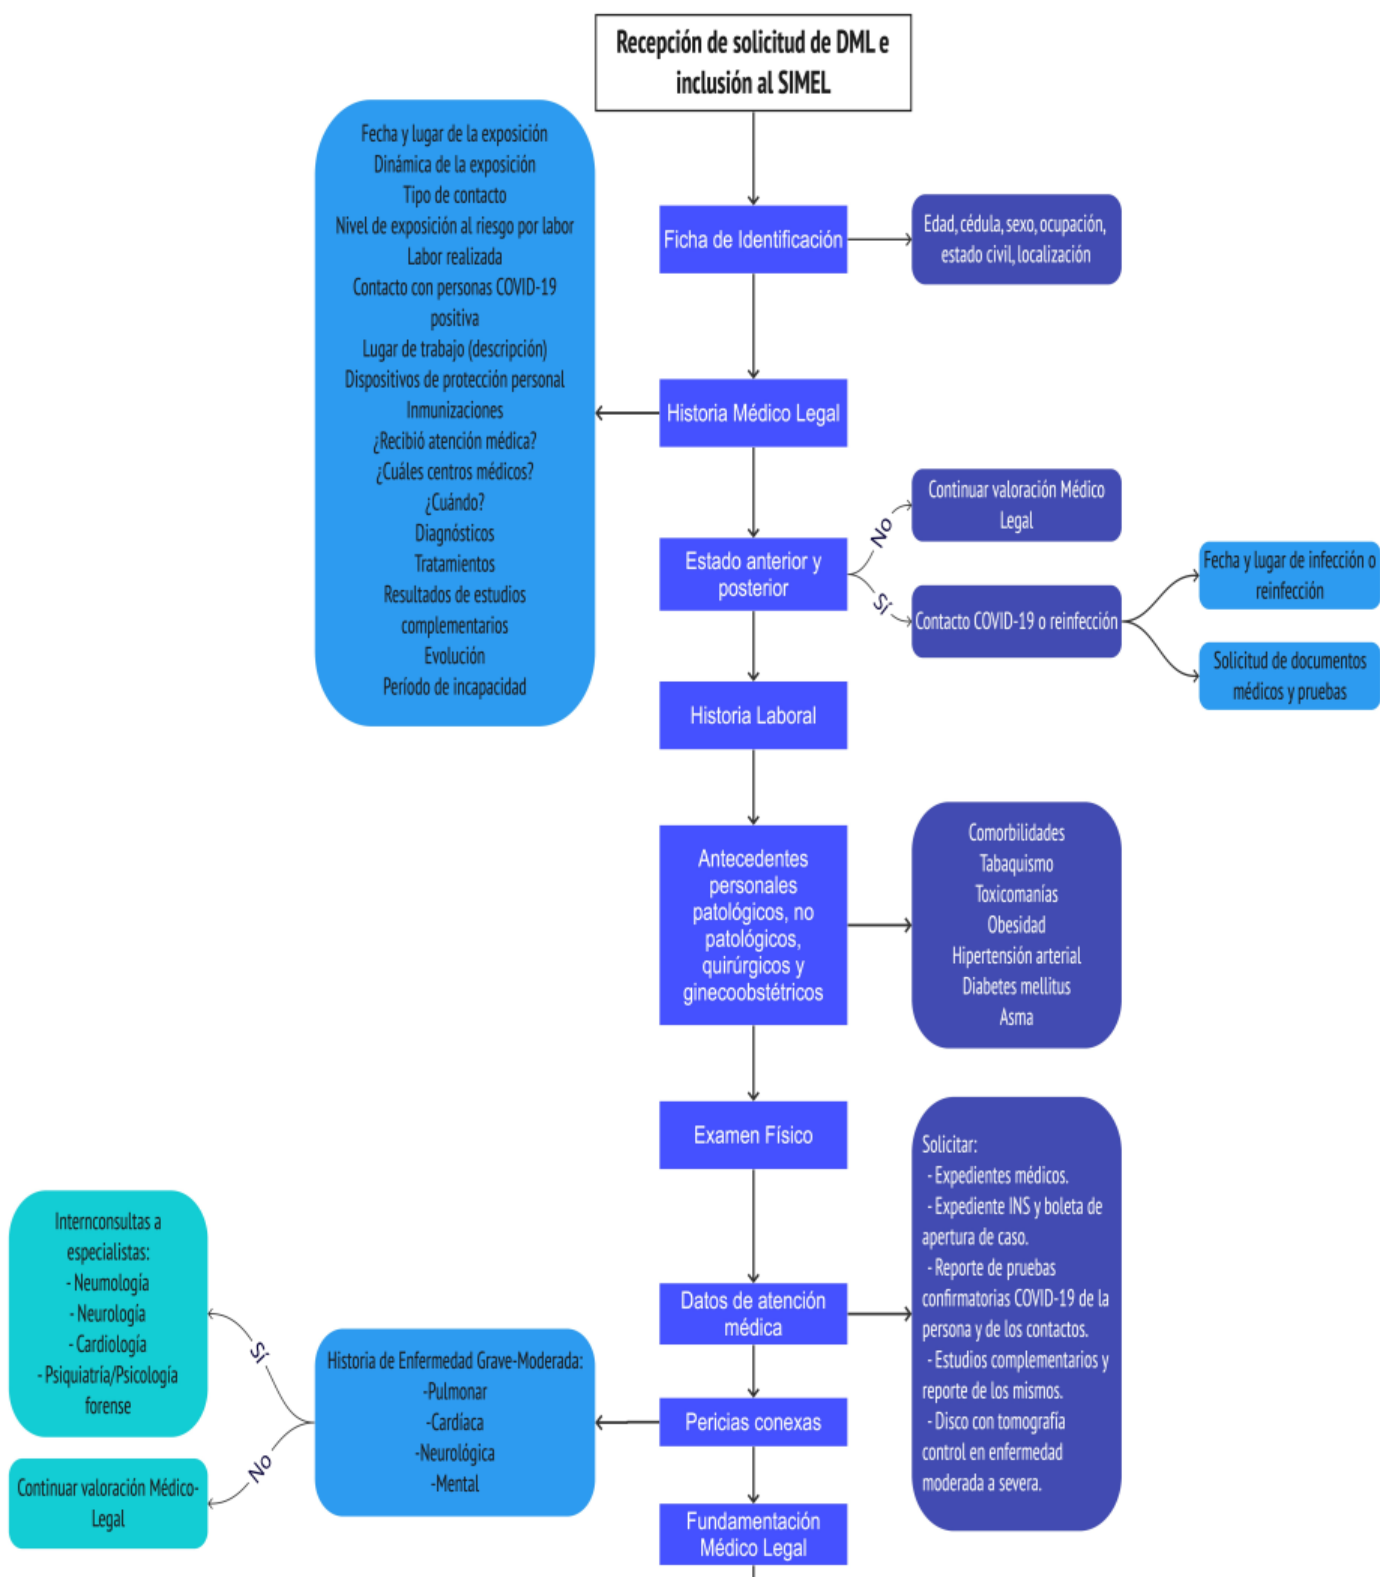 Recepción de solicitud de DML e
inclusión al SIMEL
Fecha y lugar de la exposición
Dinámica de la exposición
Tipo de contacto
Nivel de exposición al riesgo por labor
Labor realizada
Contacto con personas COVID-19
positiva
Lugar de trabajo (descripción)
Dispositivos de protección personal
Inmunizaciones
¿Recibió atención médica?
¿Cuáles centros médicos?
¿Cuándo?
Diagnósticos
Tratamientos
Resultados de estudios
complementarios
Evolución
Período de incapacidad
Ficha de Identificación
Edad, cédula, sexo, ocupación,
estado civil, localización
Historia Médico Legal
Estado anterior y
posterior
No
Continuar valoración Médico
Legal
Sí
Contacto COVID-19 o reinfección
Fecha y lugar de infección o
reinfección
Solicitud de documentos
médicos y pruebas
Historia Laboral
Antecedentes
personales
patológicos, no
patológicos,
quirúrgicos y
ginecoobstétricos
Comorbilidades
Tabaquismo
Toxicomanías
Obesidad
Hipertensión arterial
Diabetes mellitus
Asma
Examen Físico
Datos de atención
médica
Solicitar:
- Expedientes médicos.
- Expediente INS y boleta de
apertura de caso.
- Reporte de pruebas
confirmatorias COVID-19 de la
persona y de los contactos.
- Estudios complementarios y
reporte de los mismos.
- Disco con tomografía
control en enfermedad
moderada a severa.
Pericias conexas
Historia de Enfermedad Grave-Moderada:
-Pulmonar
-Cardíaca
-Neurológica
-Mental
Sí
Internconsultas a
especialistas:
- Neumología
- Neurología
- Cardiología
- Psiquiatría/Psicología
forense
No
Continuar valoración Médico-
Legal
Fundamentación
Médico Legal